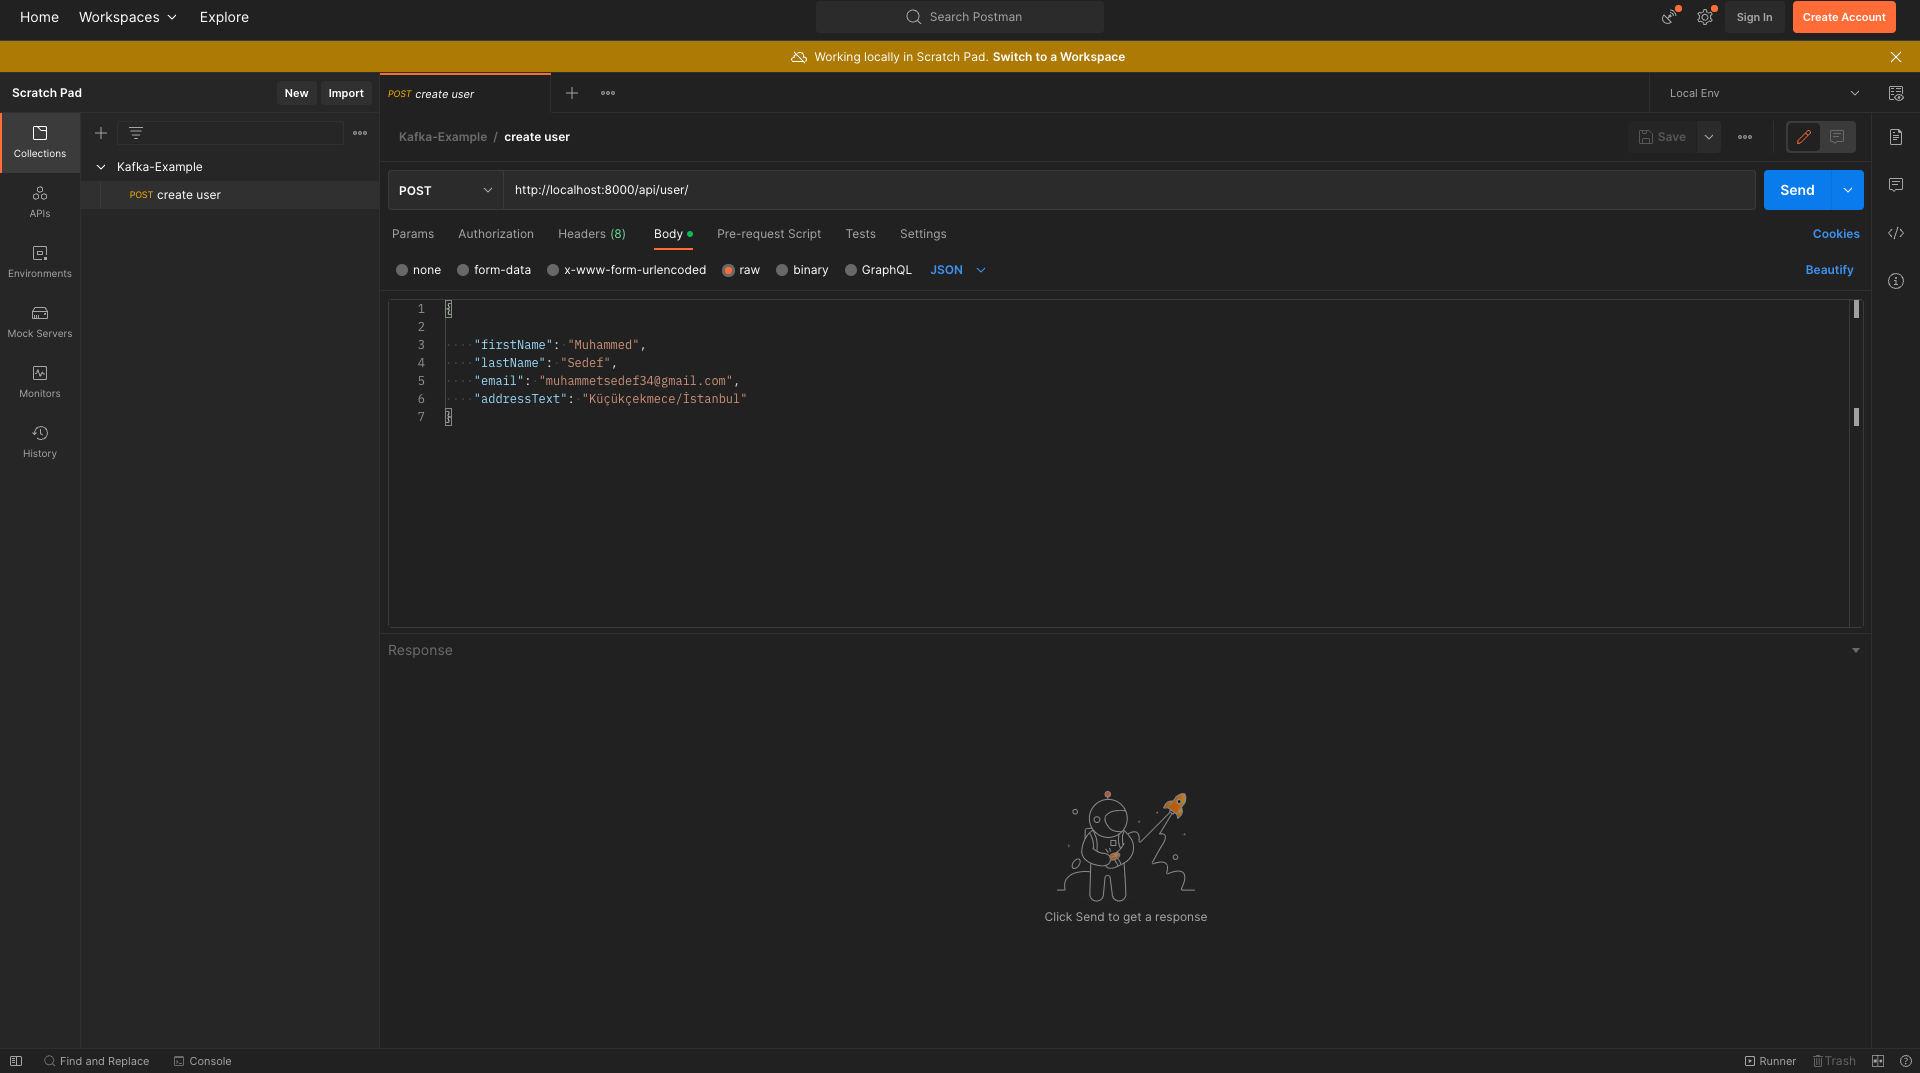 Home Workspaces Explore Search Postman Sign In Create Account
Working locally in Scratch Pad. Switch to a Workspace
Scratch Pad New Import POST create user Local Env
Kafka-Example / create user Save
Collections
Kafka-Example
POST create user
POST http://localhost:8000/api/user/ Send
APIs
Params Authorization Headers (8) Body Pre-request Script Tests Settings Cookies
none form-data x-www-form-urlencoded raw binary GraphQL JSON Beautify
Environments
Mock Servers
Monitors
History
1 {
2
3 "firstName": "Muhammed",
4 "lastName": "Sedef",
5 "email": "muhammetsedef34@gmail.com",
6 "addressText": "Küçükçekmece/İstanbul"
7 }
Response
Click Send to get a response
Find and Replace Console Runner Trash